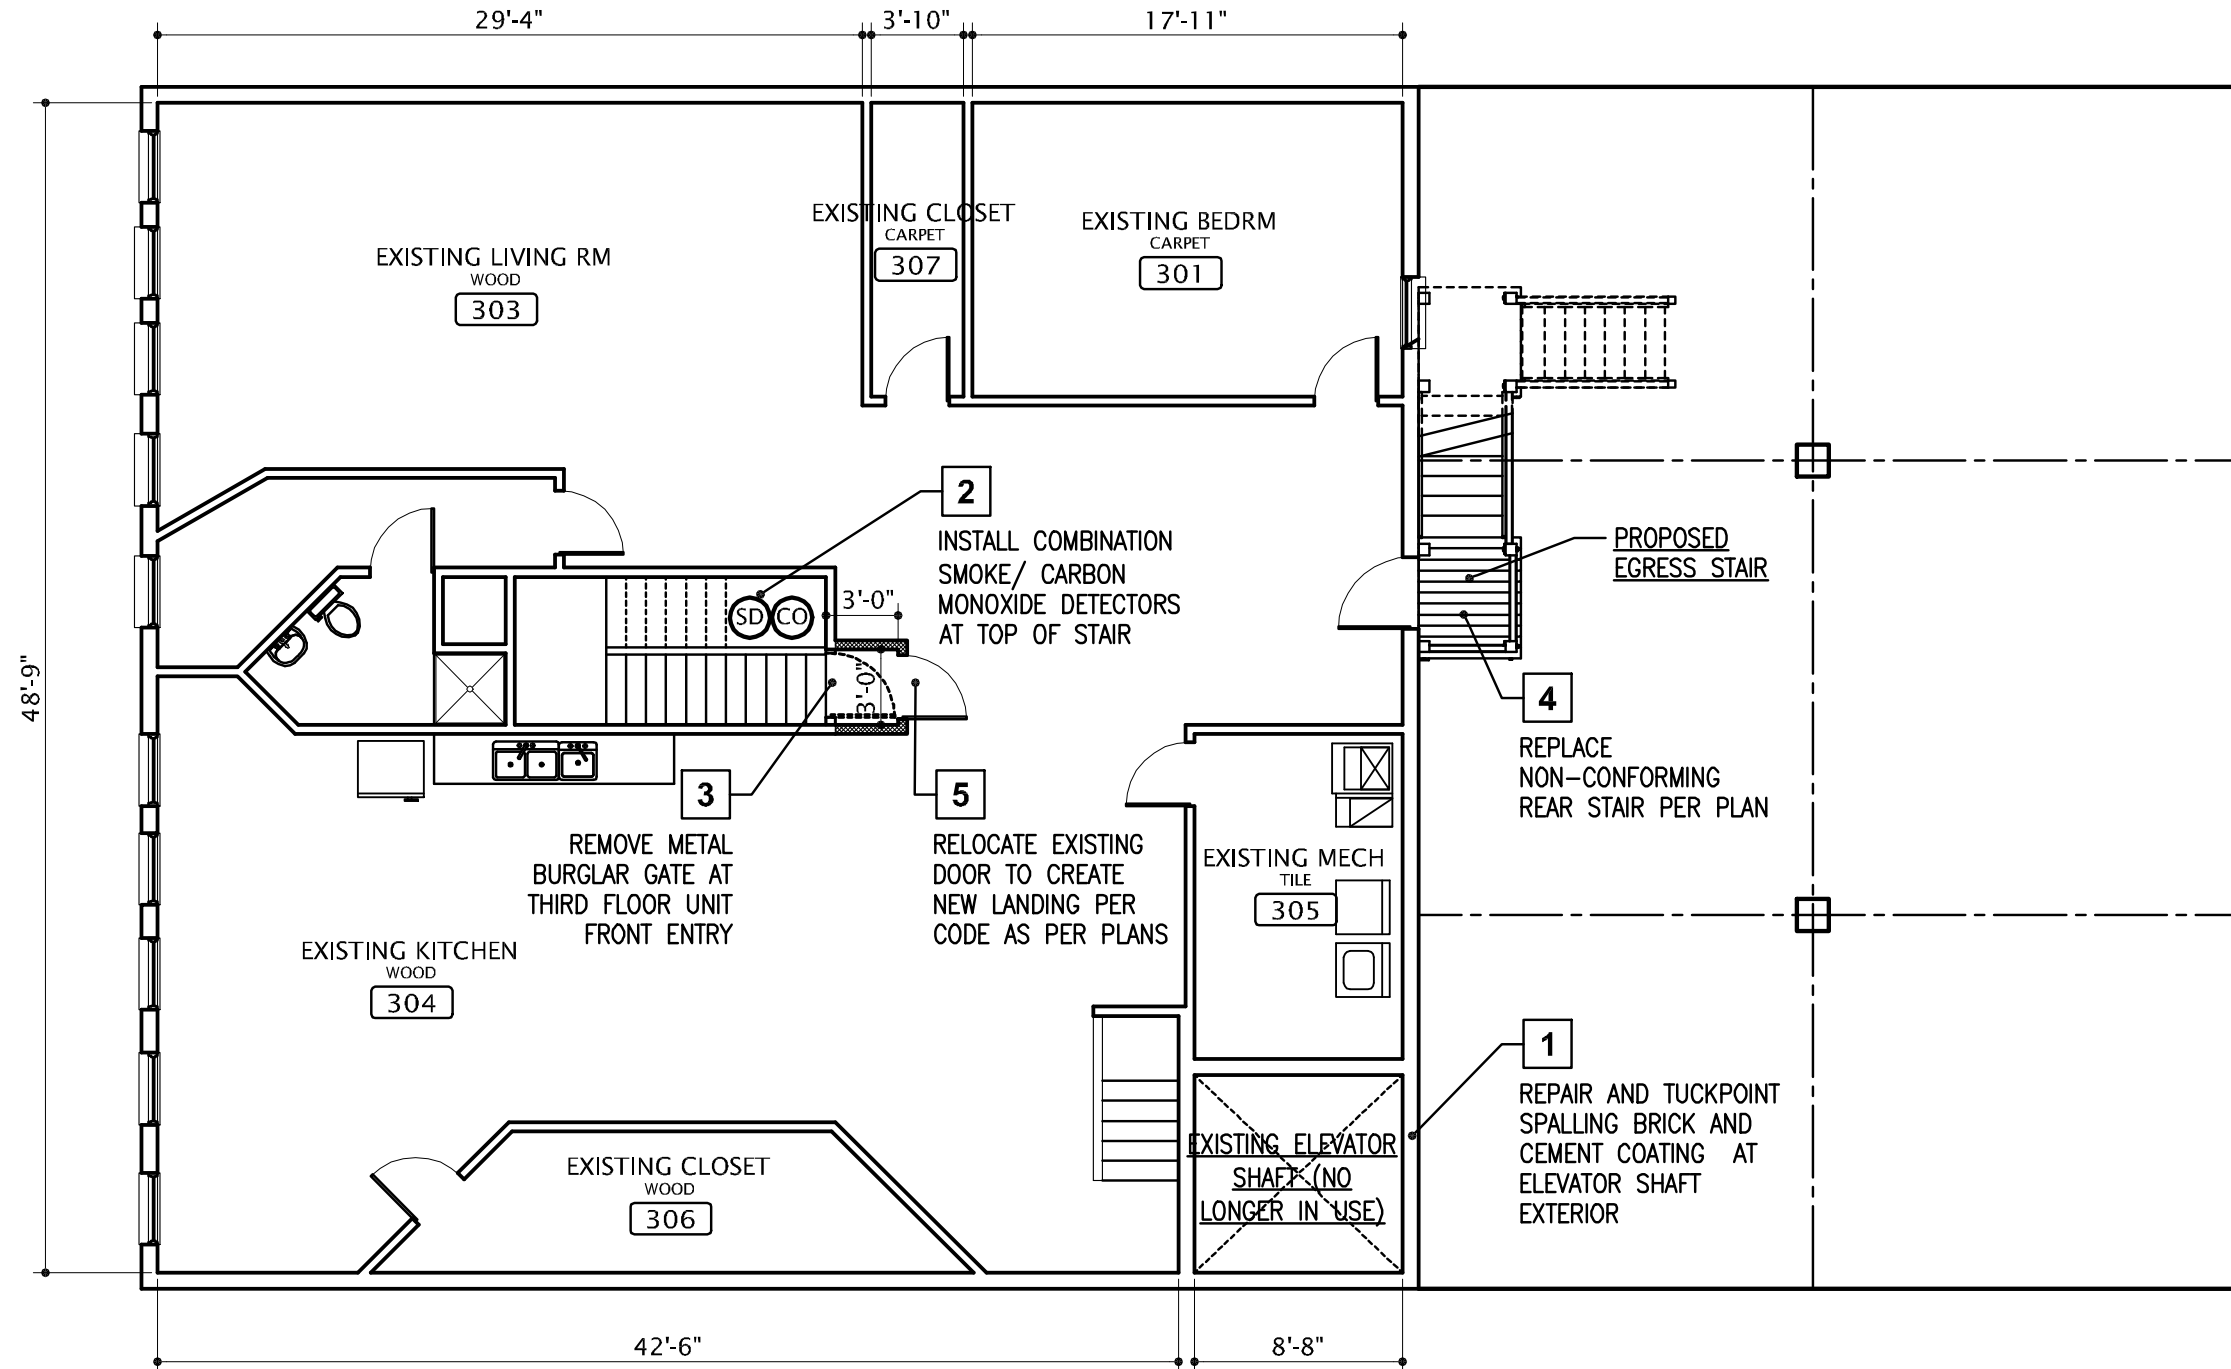 29'-4"
3'-10"
17'-11"
48'-9"
EXISTING LIVING RM
WOOD
303
EXISTING CLOSET
CARPET
307
EXISTING BEDRM
CARPET
301
2
INSTALL COMBINATION
SMOKE/ CARBON
MONOXIDE DETECTORS
AT TOP OF STAIR
SD
CO
3'-0"
3'-0"
PROPOSED
EGRESS STAIR
4
REPLACE
NON-CONFORMING
REAR STAIR PER PLAN
3
REMOVE METAL
BURGLAR GATE AT
THIRD FLOOR UNIT
FRONT ENTRY
5
RELOCATE EXISTING
DOOR TO CREATE
NEW LANDING PER
CODE AS PER PLANS
EXISTING MECH
TILE
305
EXISTING KITCHEN
WOOD
304
1
REPAIR AND TUCKPOINT
SPALLING BRICK AND
CEMENT COATING AT
ELEVATOR SHAFT
EXTERIOR
EXISTING ELEVATOR
SHAFT (NO
LONGER IN USE)
EXISTING CLOSET
WOOD
306
42'-6"
8'-8"